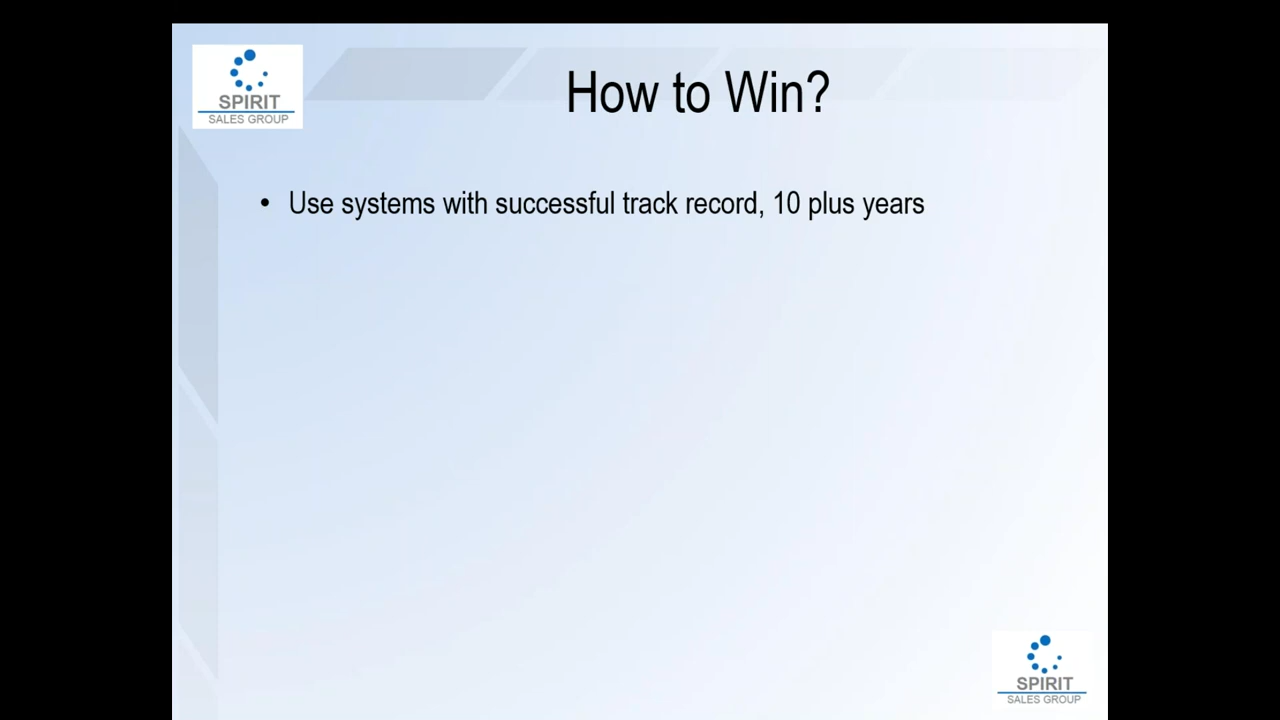 SPIRIT
SALES GROUP
How to Win?
• Use systems with successful track record, 10 plus years
SPIRIT
SALES GROUP